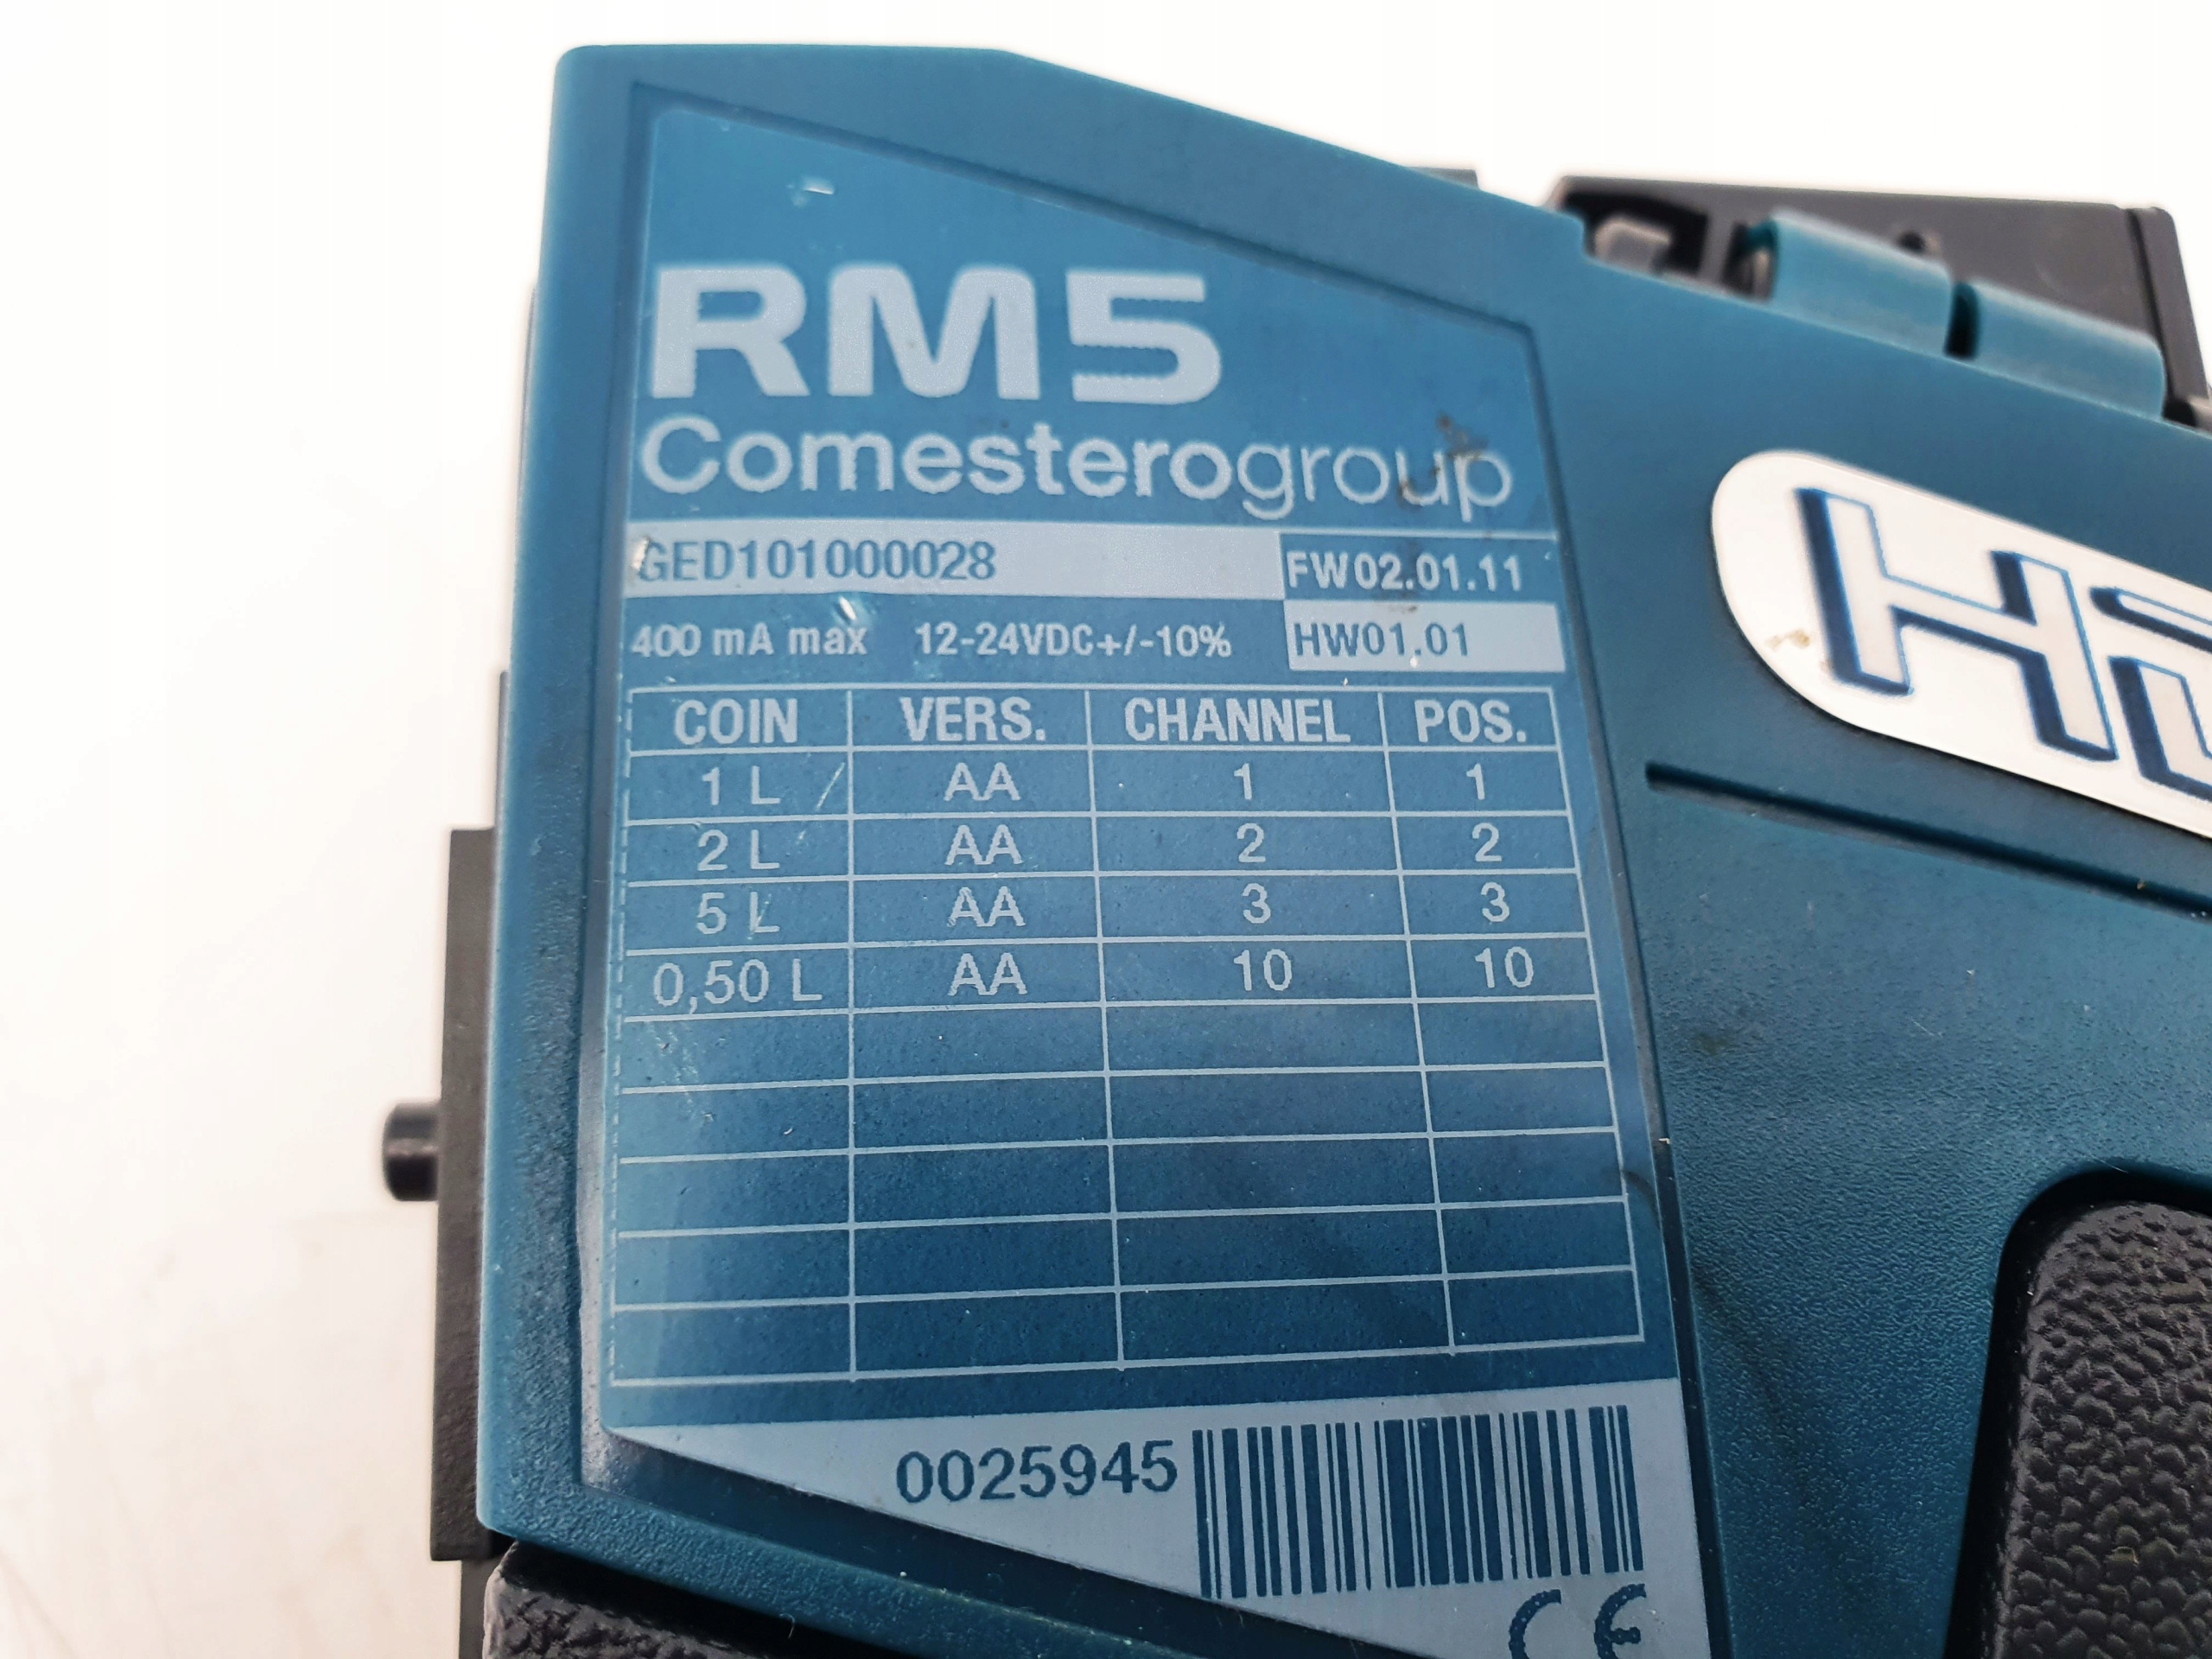 RM5
Comesterogroup
GED101000028 FW02.01.11
400 mA max 12-24VDC+/-10% HW01.01
COIN VERS. CHANNEL POS.
1 L AA 1 1
2 L AA 2 2
5 L AA 3 3
0,50 L AA 10 10
0025945
CE